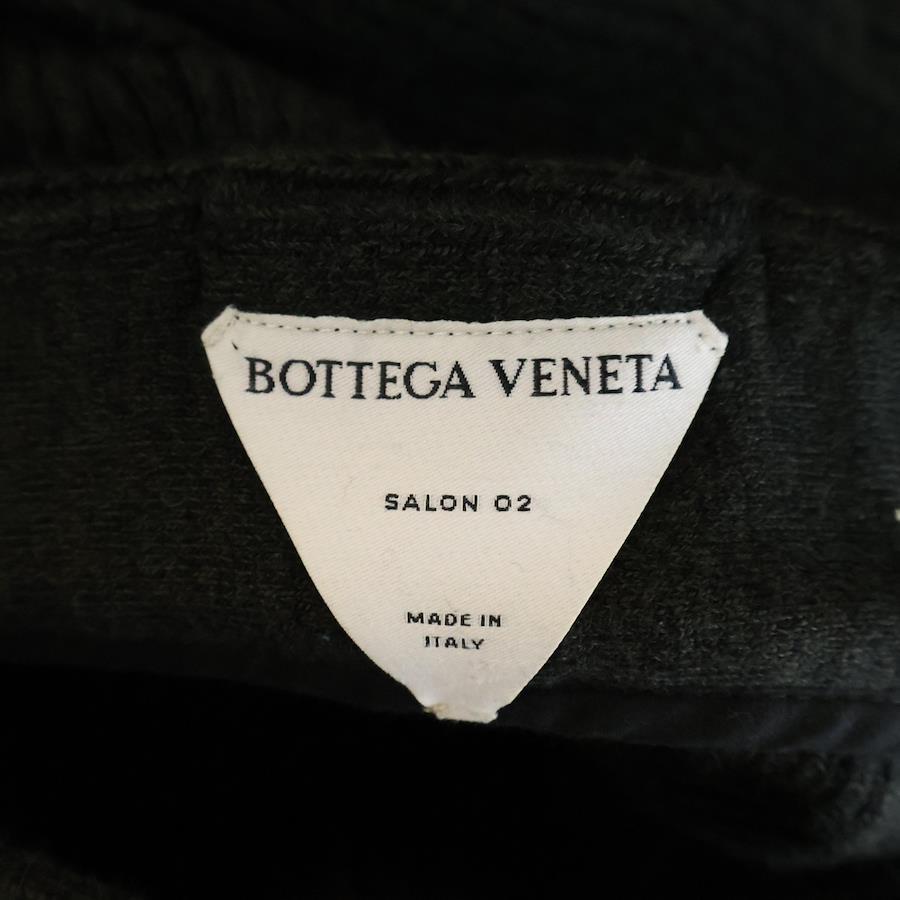 BOTTEGA VENETA
SALON 02
MADE IN
ITALY